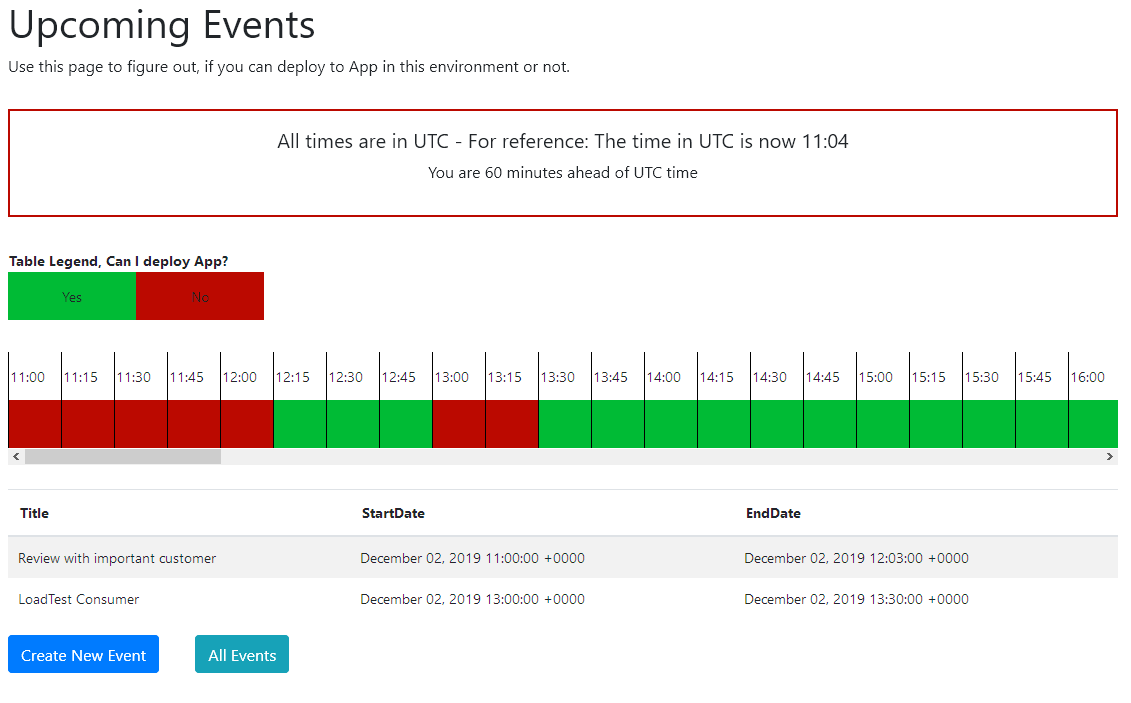 Upcoming Events
Use this page to figure out, if you can deploy to App in this environment or not.
All times are in UTC - For reference: The time in UTC is now 11:04
You are 60 minutes ahead of UTC time
Table Legend, Can I deploy App?
Yes No
11:00 11:15 11:30 11:45 12:00 12:15 12:30 12:45 13:00 13:15 13:30 13:45 14:00 14:15 14:30 14:45 15:00 15:15 15:30 15:45 16:00
Title StartDate EndDate
Review with important customer December 02, 2019 11:00:00 +0000 December 02, 2019 12:03:00 +0000
LoadTest Consumer December 02, 2019 13:00:00 +0000 December 02, 2019 13:30:00 +0000
Create New Event All Events